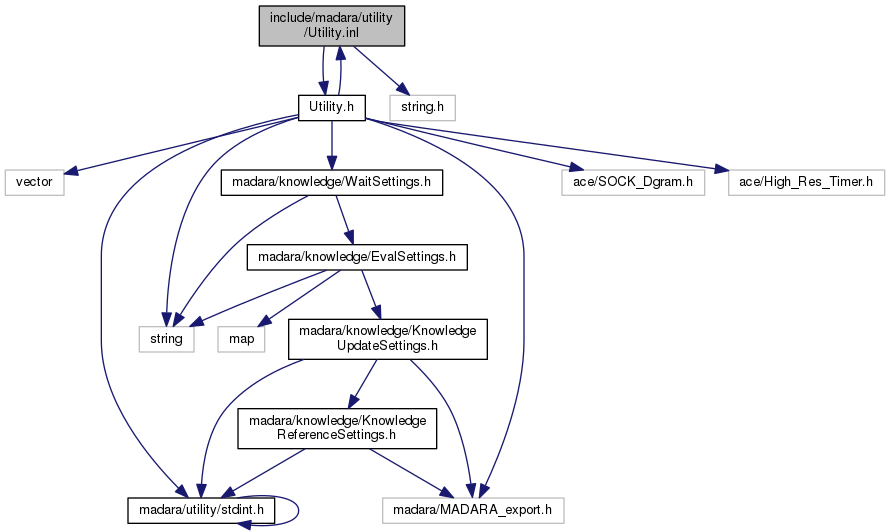 include/madara/utility
/Utility.inl
Utility.h
string.h
vector
madara/knowledge/WaitSettings.h
ace/SOCK_Dgram.h
ace/High_Res_Timer.h
madara/knowledge/EvalSettings.h
string
map
madara/knowledge/Knowledge
UpdateSettings.h
madara/knowledge/Knowledge
ReferenceSettings.h
madara/utility/stdint.h
madara/MADARA_export.h